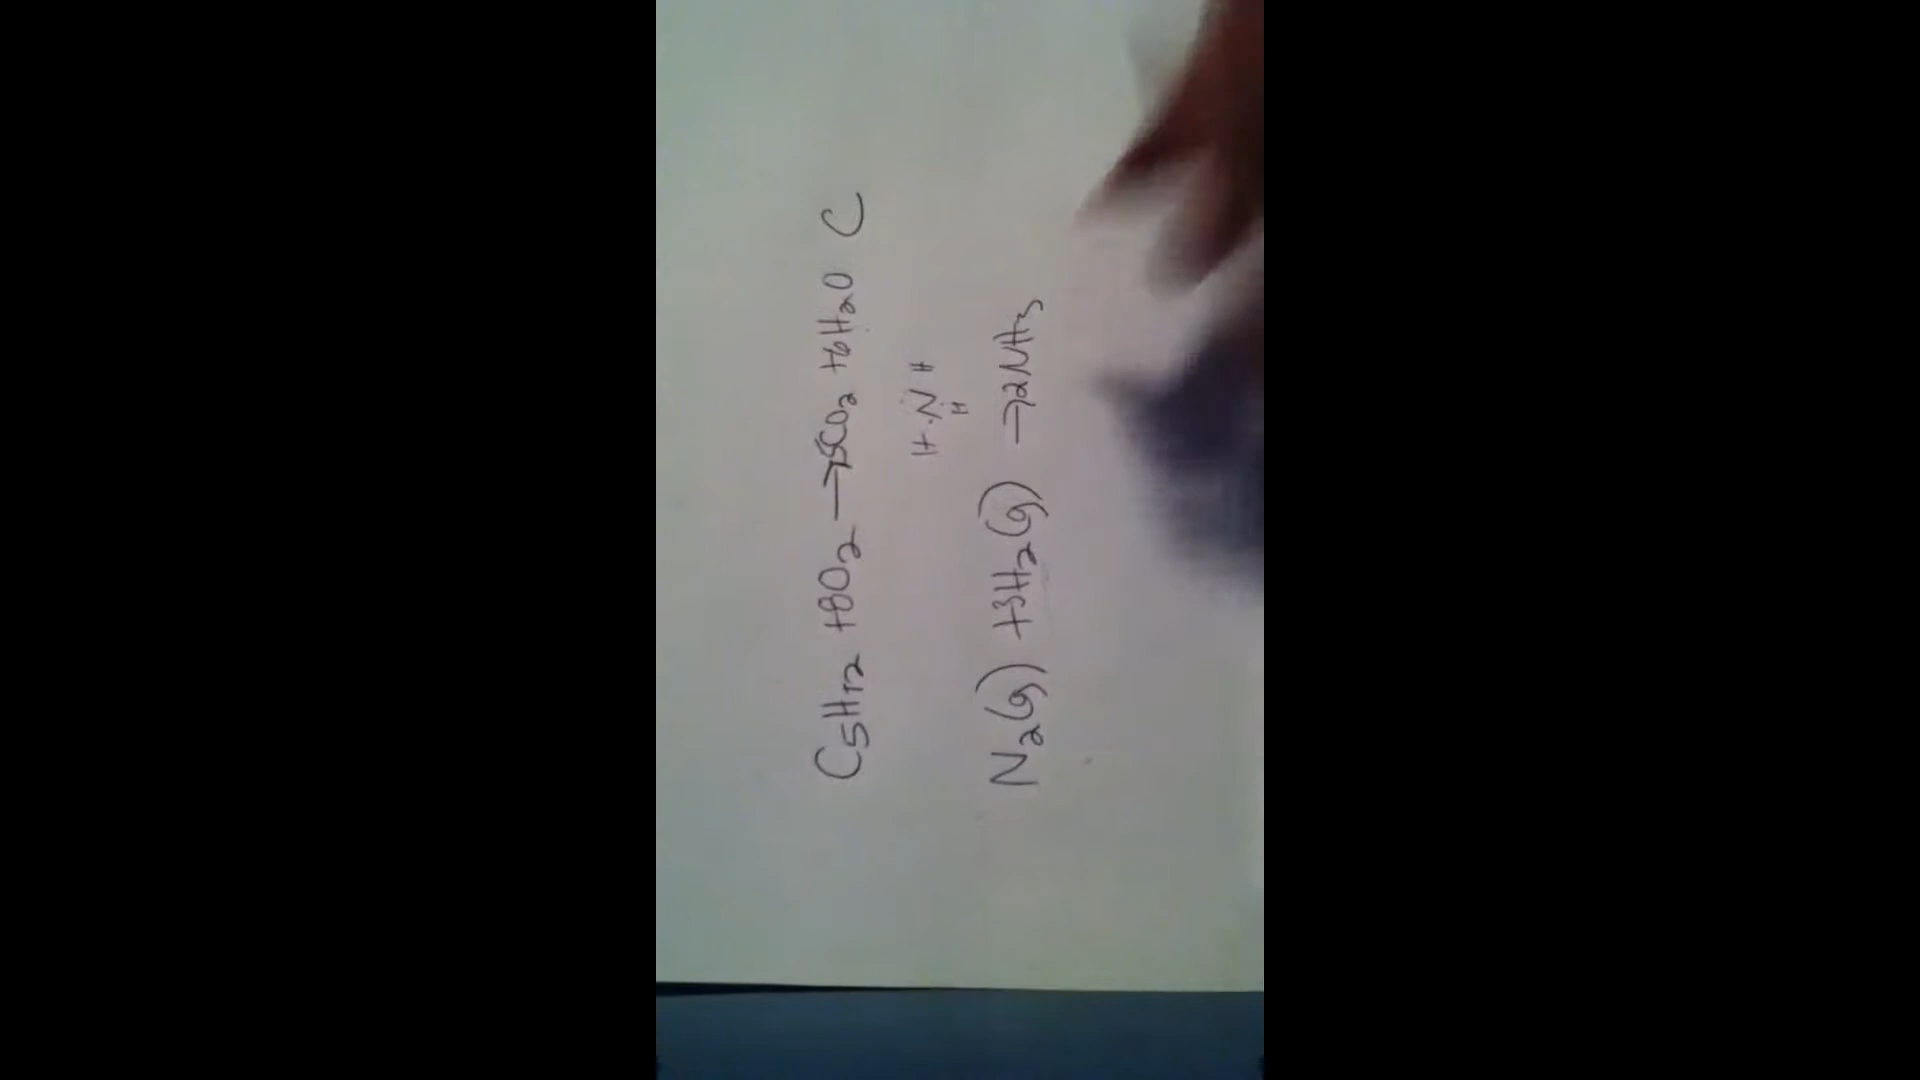 C5H12 +8O2 →5CO2 +6H2O C
H·N H
H
N2(g) +3H2(g) →2NH3